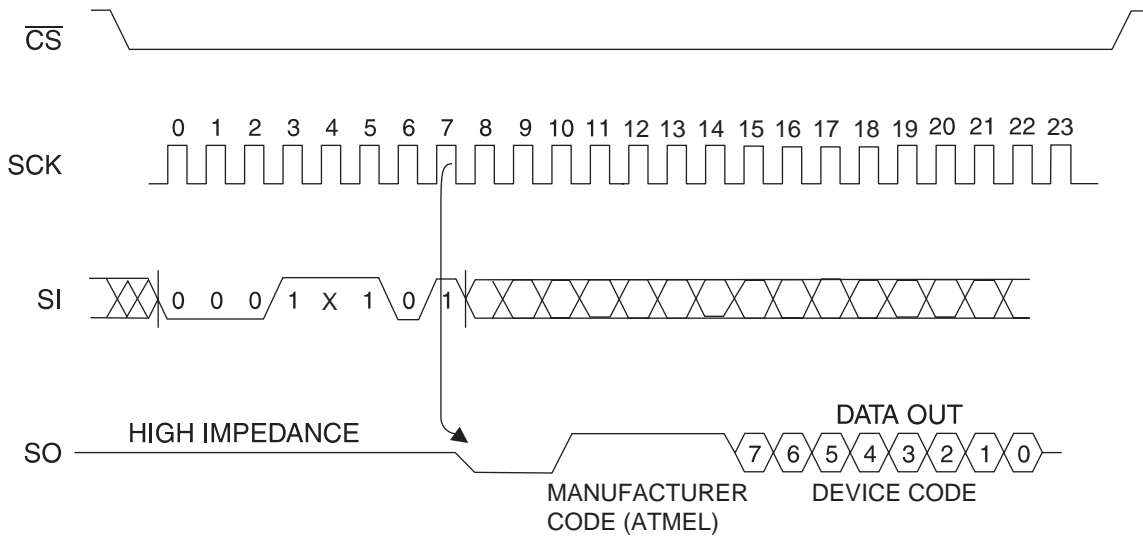 CS
0 1 2 3 4 5 6 7 8 9 10 11 12 13 14 15 16 17 18 19 20 21 22 23
SCK
SI 0 0 0 1 X 1 0 1
DATA OUT
HIGH IMPEDANCE
SO 7 6 5 4 3 2 1 0
MANUFACTURER DEVICE CODE
CODE (ATMEL)